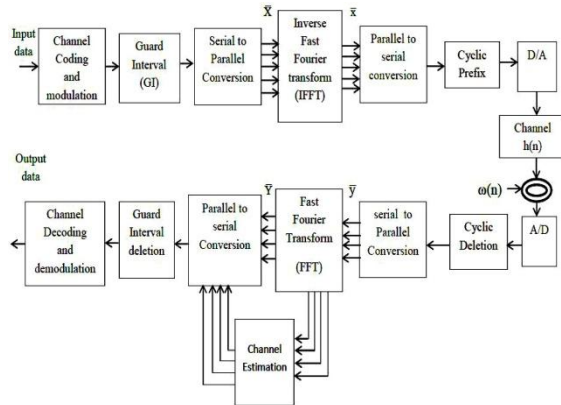 Input
data
Channel
Coding
and
modulation
Guard
Interval
(GI)
Serial to
Parallel
Conversion
X̅
Inverse
Fast
Fourier
transform
(IFFT)
x̅
Parallel to
serial
conversion
Cyclic
Prefix
D/A
Channel
h(n)
ω(n)
A/D
Cyclic
Deletion
serial to
Parallel
Conversion
y̅
Fast
Fourier
Transform
(FFT)
Y̅
Parallel to
serial
Conversion
Guard
Interval
deletion
Channel
Decoding
and
demodulation
Output
data
Channel
Estimation